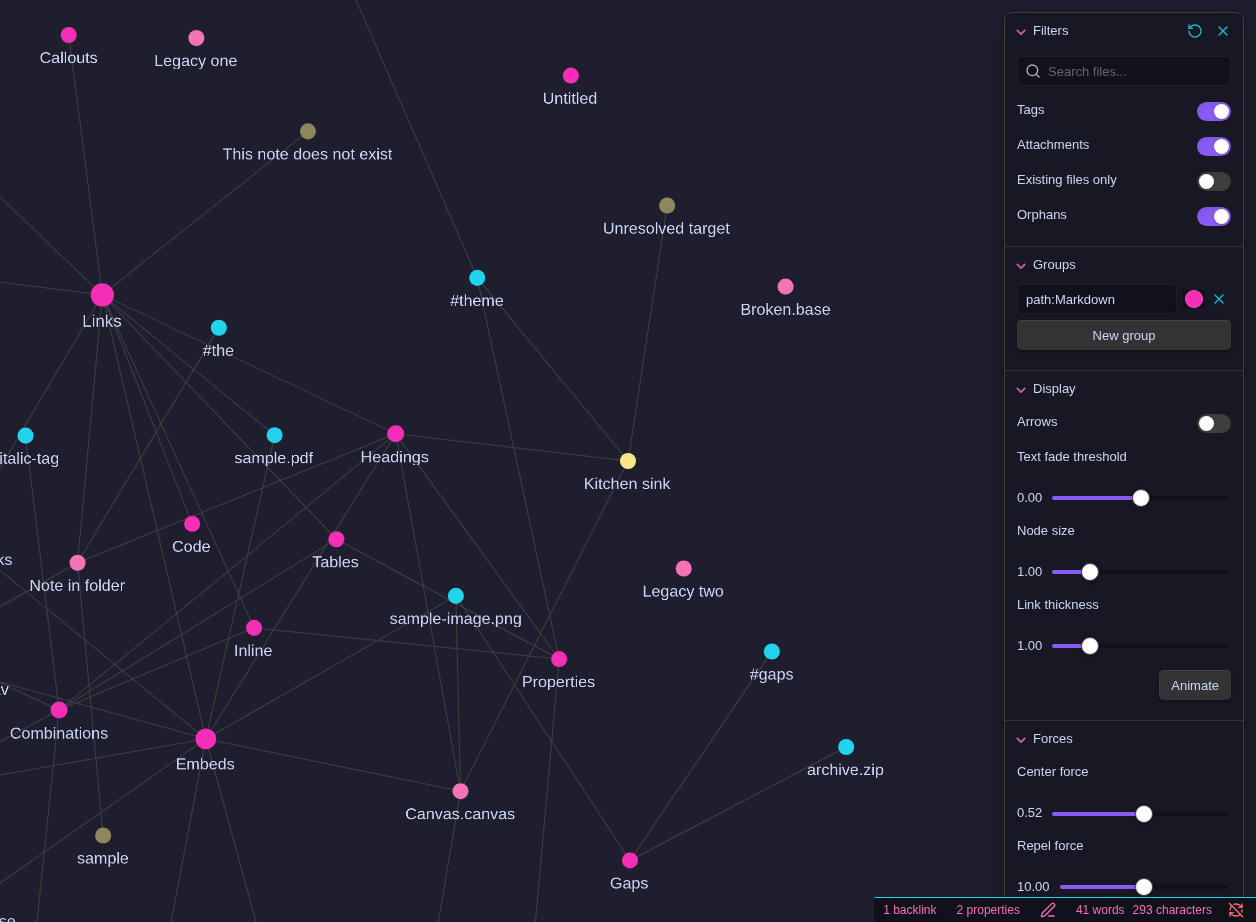 Callouts
Legacy one
Untitled
This note does not exist
Unresolved target
#theme
Broken.base
Links
#the
italic-tag
sample.pdf
Headings
Kitchen sink
Code
Tables
ks
Note in folder
Legacy two
sample-image.png
Inline
#gaps
Properties
Combinations
Embeds
archive.zip
Canvas.canvas
sample
Gaps
Filters
Search files...
Tags
Attachments
Existing files only
Orphans
Groups
path:Markdown
New group
Display
Arrows
Text fade threshold
0.00
Node size
1.00
Link thickness
1.00
Animate
Forces
Center force
0.52
Repel force
10.00
1 backlink 2 properties 41 words 293 characters